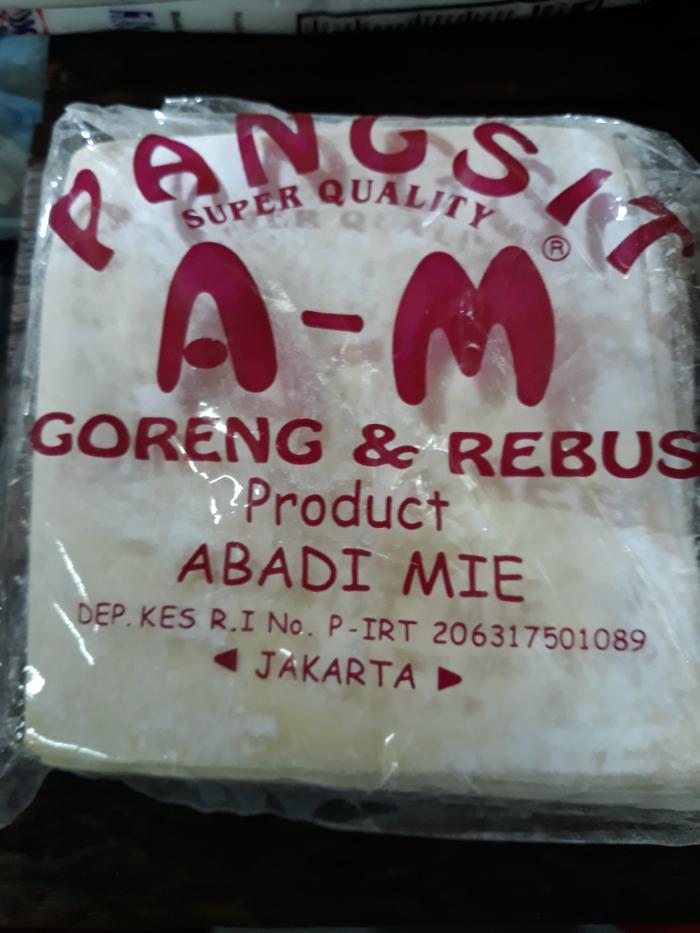 PANGSIT
SUPER QUALITY
A-M®
GORENG & REBUS
Product
ABADI MIE
DEP. KES R.I No. P-IRT 206317501089
◀ JAKARTA ▶